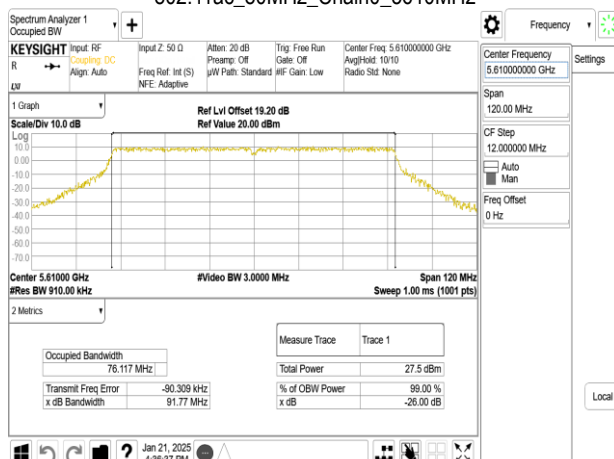 Spectrum Analyzer 1
Occupied BW
Frequency
KEYSIGHT
R
LXI
Input: RF
Coupling: DC
Align: Auto
Input Z: 50 Ω
Freq Ref: Int (S)
NFE: Adaptive
Atten: 20 dB
Preamp: Off
µW Path: Standard
Trig: Free Run
Gate: Off
#IF Gain: Low
Center Freq: 5.610000000 GHz
Avg|Hold: 10/10
Radio Std: None
Center Frequency
5.610000000 GHz
Settings
Span
120.00 MHz
CF Step
12.000000 MHz
Auto
Man
Freq Offset
0 Hz
Local
1 Graph
Scale/Div 10.0 dB
Ref Lvl Offset 19.20 dB
Ref Value 20.00 dBm
Log
10.0
0.00
-10.0
-20.0
-30.0
-40.0
-50.0
-60.0
-70.0
Center 5.61000 GHz
#Res BW 910.00 kHz
#Video BW 3.0000 MHz
Span 120 MHz
Sweep 1.00 ms (1001 pts)
2 Metrics
Occupied Bandwidth
76.117 MHz
Transmit Freq Error -90.309 kHz
x dB Bandwidth 91.77 MHz
Measure Trace Trace 1
Total Power 27.5 dBm
% of OBW Power 99.00 %
x dB -26.00 dB
?
Jan 21, 2025